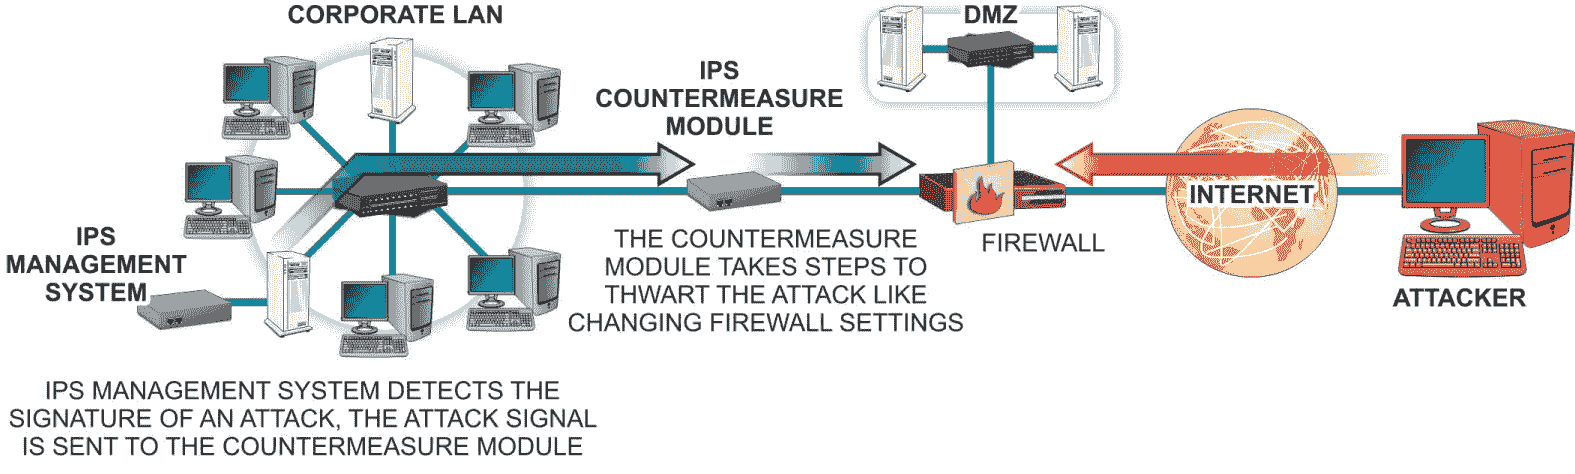 CORPORATE LAN
DMZ
IPS
COUNTERMEASURE
MODULE
INTERNET
IPS
MANAGEMENT
SYSTEM
THE COUNTERMEASURE
MODULE TAKES STEPS TO
THWART THE ATTACK LIKE
CHANGING FIREWALL SETTINGS
FIREWALL
ATTACKER
IPS MANAGEMENT SYSTEM DETECTS THE
SIGNATURE OF AN ATTACK, THE ATTACK SIGNAL
IS SENT TO THE COUNTERMEASURE MODULE